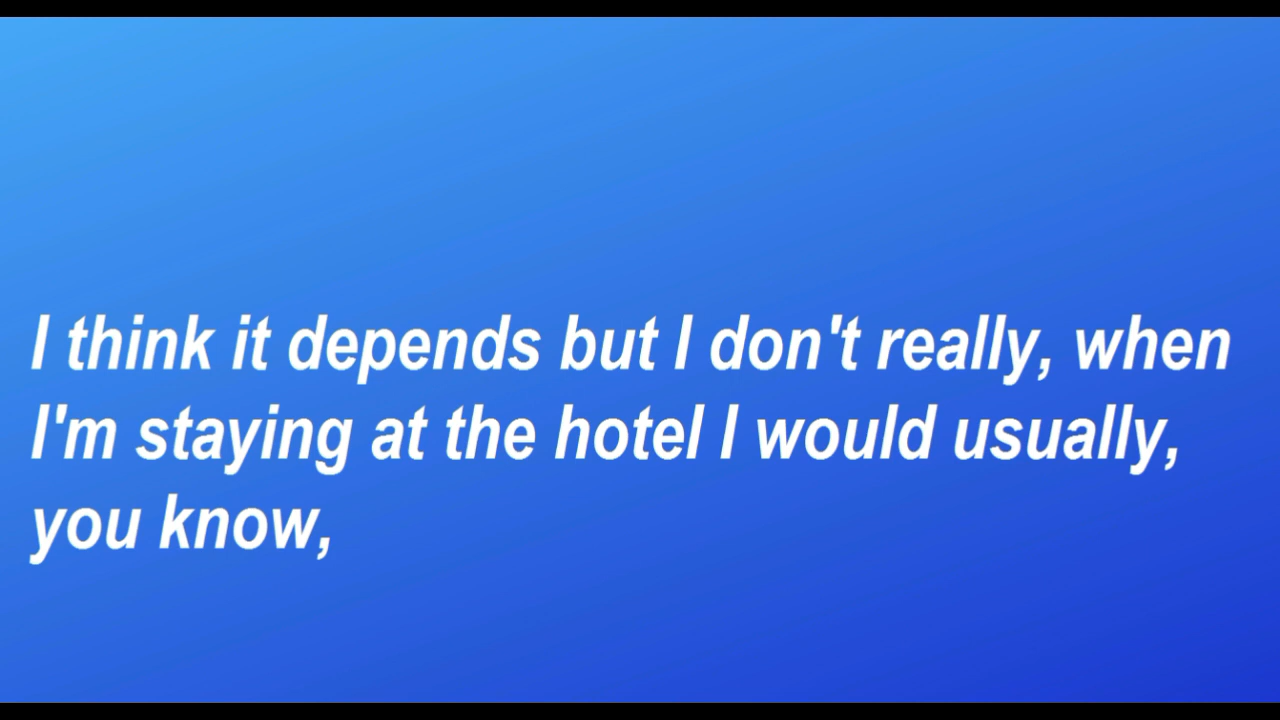 I think it depends but I don't really, when
I'm staying at the hotel I would usually,
you know,